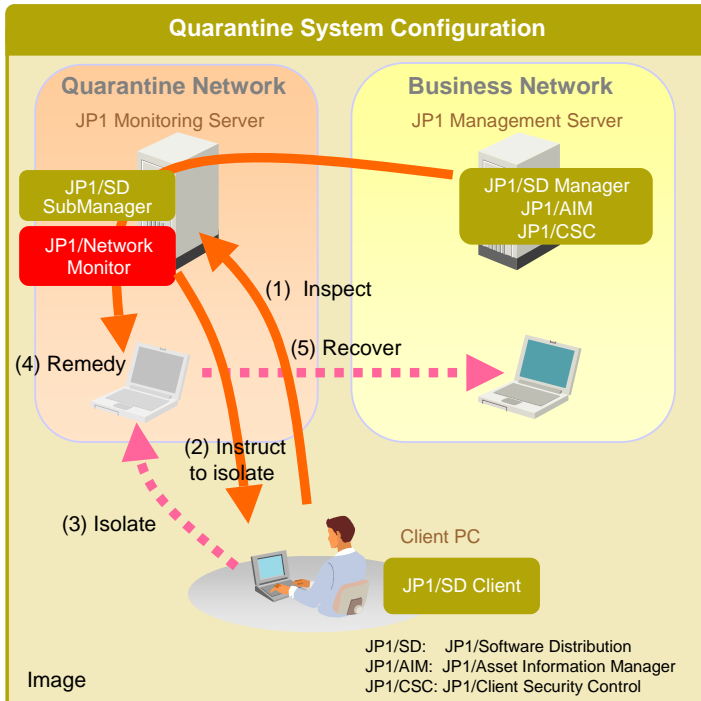 Quarantine System Configuration
Quarantine Network
Business Network
JP1 Monitoring Server
JP1 Management Server
JP1/SD
SubManager
JP1/SD Manager
JP1/AIM
JP1/CSC
JP1/Network
Monitor
(1) Inspect
(4) Remedy
(5) Recover
(2) Instruct
to isolate
(3) Isolate
Client PC
JP1/SD Client
JP1/SD: JP1/Software Distribution
JP1/AIM: JP1/Asset Information Manager
JP1/CSC: JP1/Client Security Control
Image